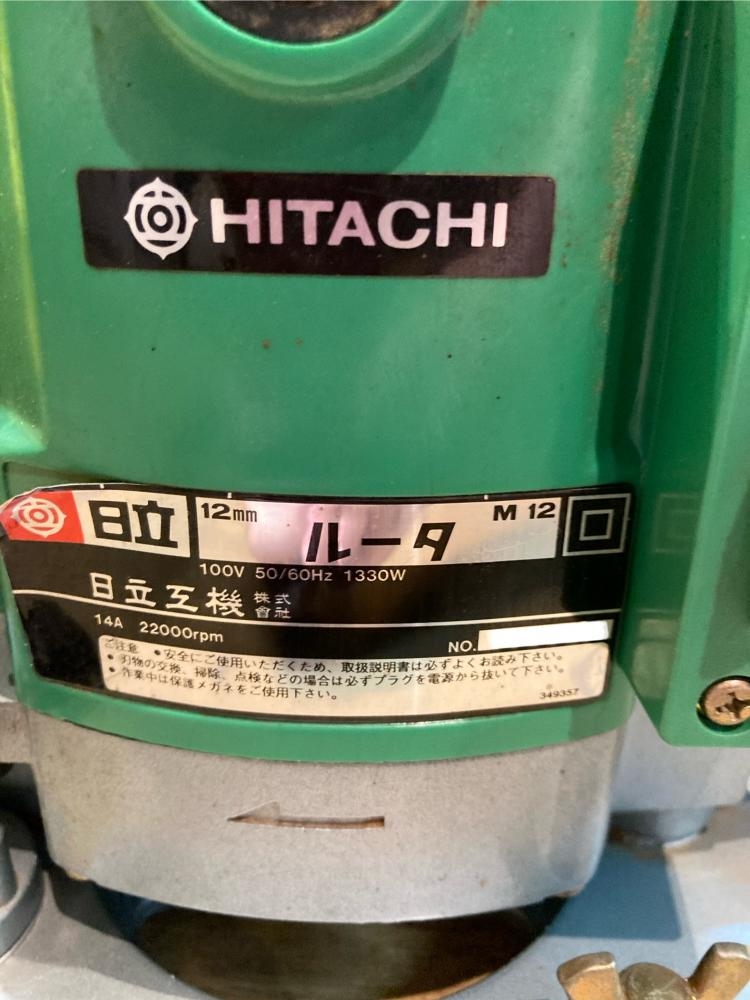 HITACHI
日立 12mm ルータ M 12
100V 50/60Hz 1330W
日立工機 株式會社
14A 22000rpm
NO.
ご注意 •安全にご使用いただくため、取扱説明書は必ずよくお読み下さい。
•刃物の交換、掃除、点検などの場合は必ずプラグを電源から抜いて下さい。
•作業中は保護メガネをご使用下さい。
349357